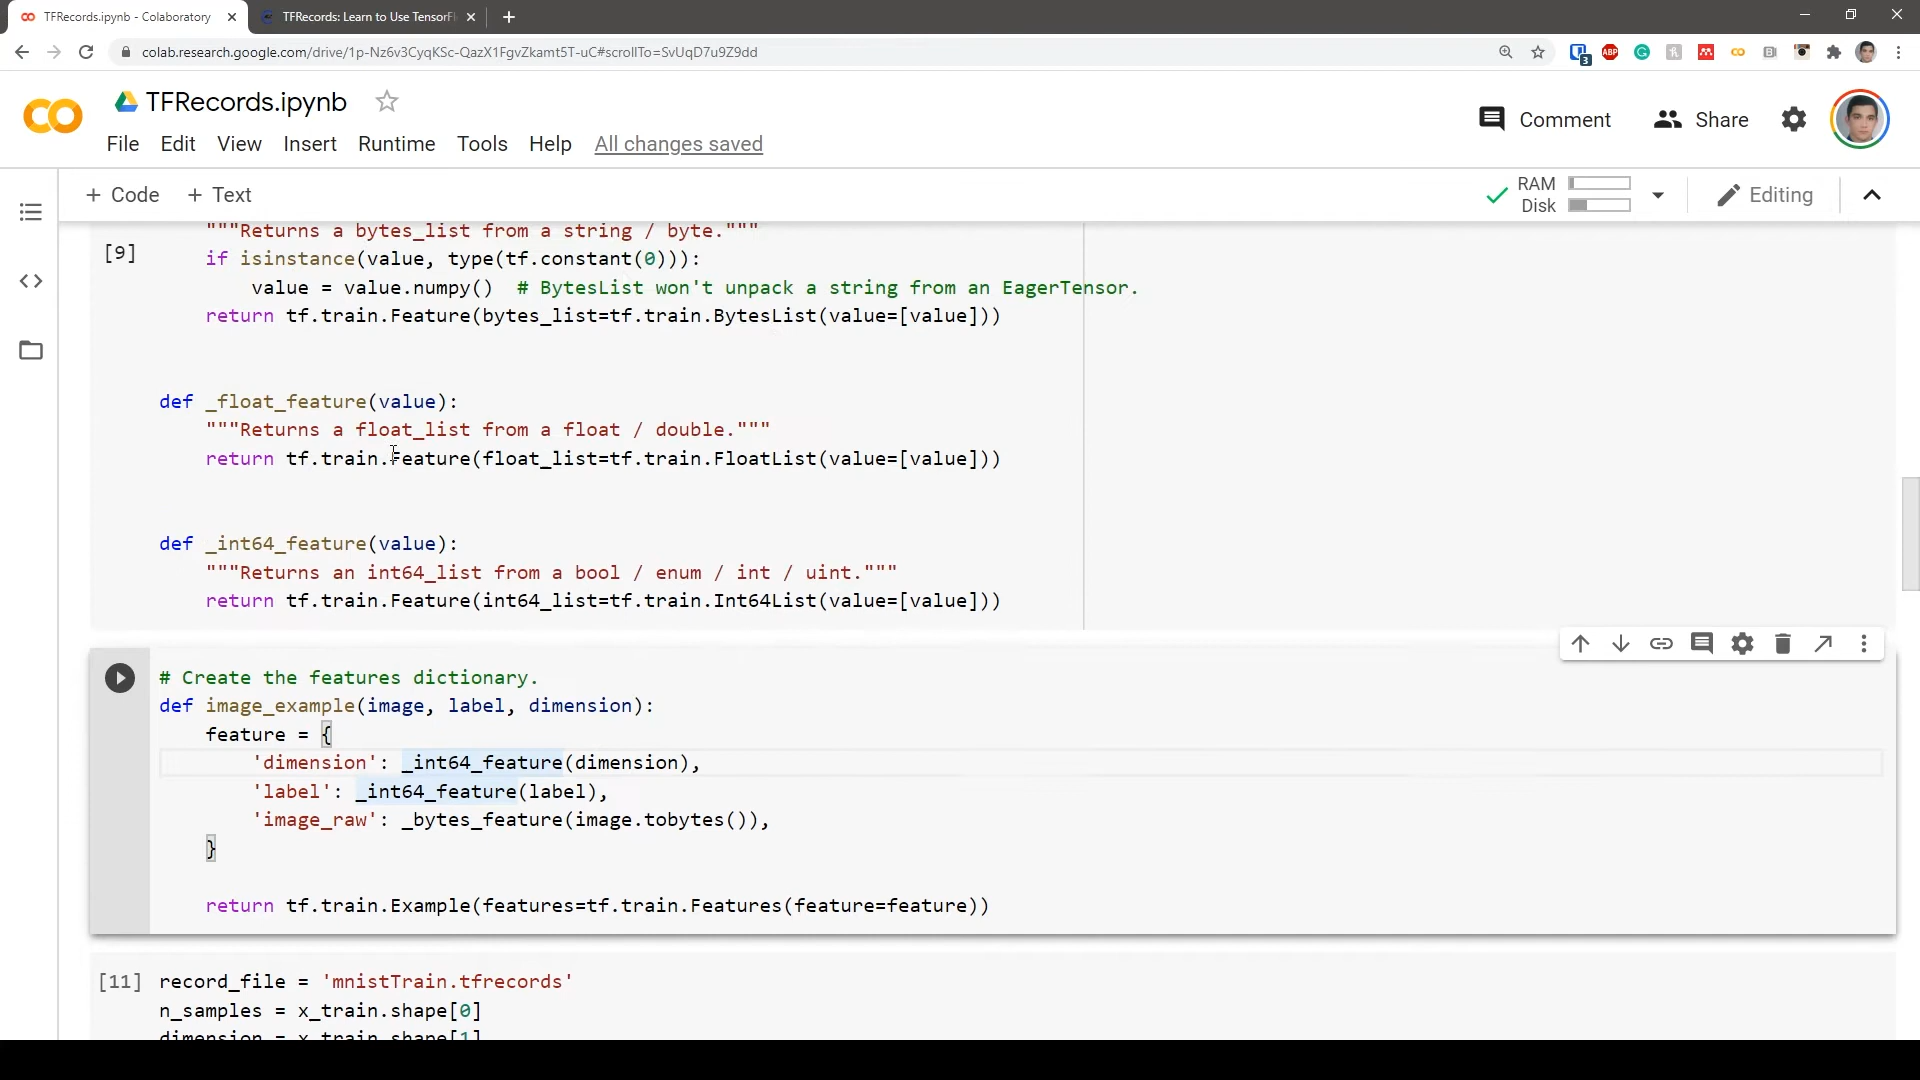 TFRecords.ipynb - Colaboratory
TFRecords: Learn to Use TensorFl
colab.research.google.com/drive/1p-Nz6v3CyqKSc-QazX1FgvZkamt5T-uC#scrollTo=SvUqD7u9Z9dd
3
ABP
TFRecords.ipynb
Comment
Share
File Edit View Insert Runtime Tools Help All changes saved
+ Code + Text
RAM
Disk
Editing
"""Returns a bytes_list from a string / byte."""
[9] if isinstance(value, type(tf.constant(0))):
value = value.numpy() # BytesList won't unpack a string from an EagerTensor.
return tf.train.Feature(bytes_list=tf.train.BytesList(value=[value]))
def _float_feature(value):
"""Returns a float_list from a float / double."""
return tf.train.Feature(float_list=tf.train.FloatList(value=[value]))
def _int64_feature(value):
"""Returns an int64_list from a bool / enum / int / uint."""
return tf.train.Feature(int64_list=tf.train.Int64List(value=[value]))
# Create the features dictionary.
def image_example(image, label, dimension):
feature = {
'dimension': _int64_feature(dimension),
'label': _int64_feature(label),
'image_raw': _bytes_feature(image.tobytes()),
}
return tf.train.Example(features=tf.train.Features(feature=feature))
[11] record_file = 'mnistTrain.tfrecords'
n_samples = x_train.shape[0]
dimension = x_train.shape[1]